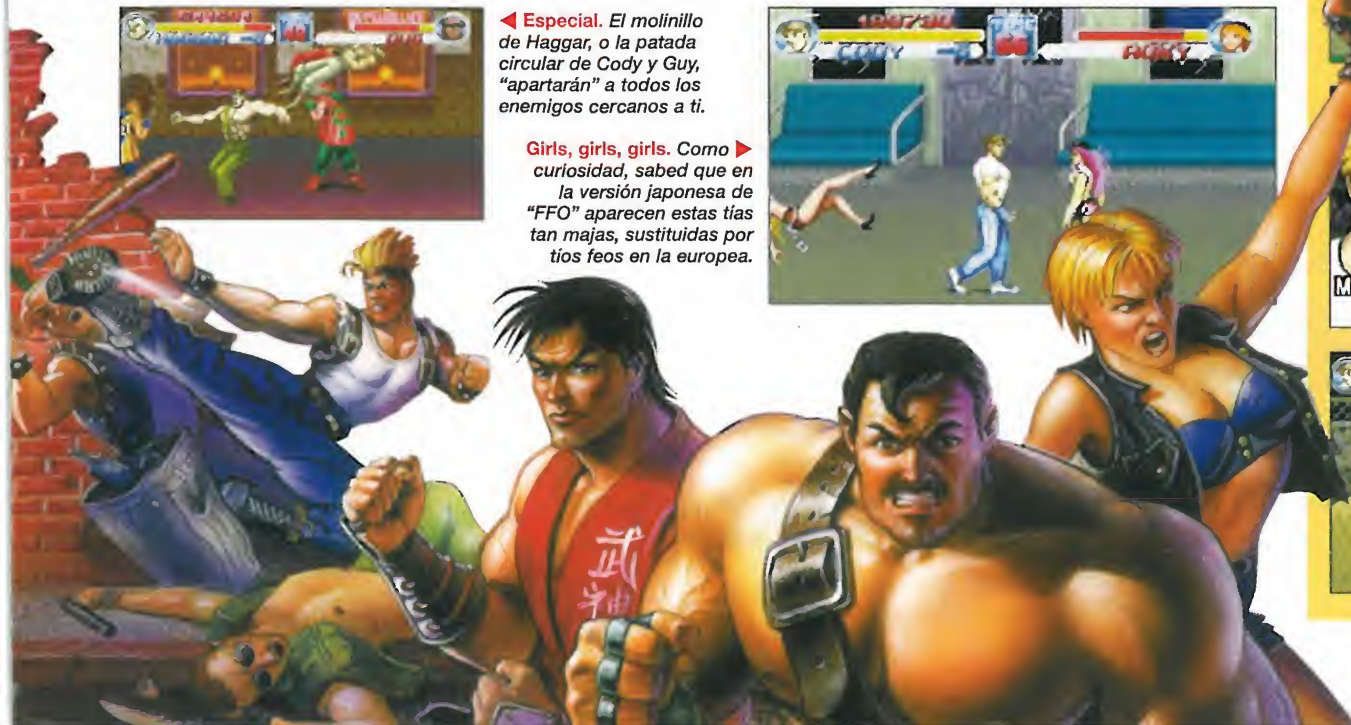 ◀ Especial. El molinillo
de Haggar, o la patada
circular de Cody y Guy,
"apartarán" a todos los
enemigos cercanos a ti.
Girls, girls, girls. Como ▶
curiosidad, sabed que en
la versión japonesa de
"FFO" aparecen estas tías
tan majas, sustituidas por
tíos feos en la europea.
CODY
ROXY
武神
M